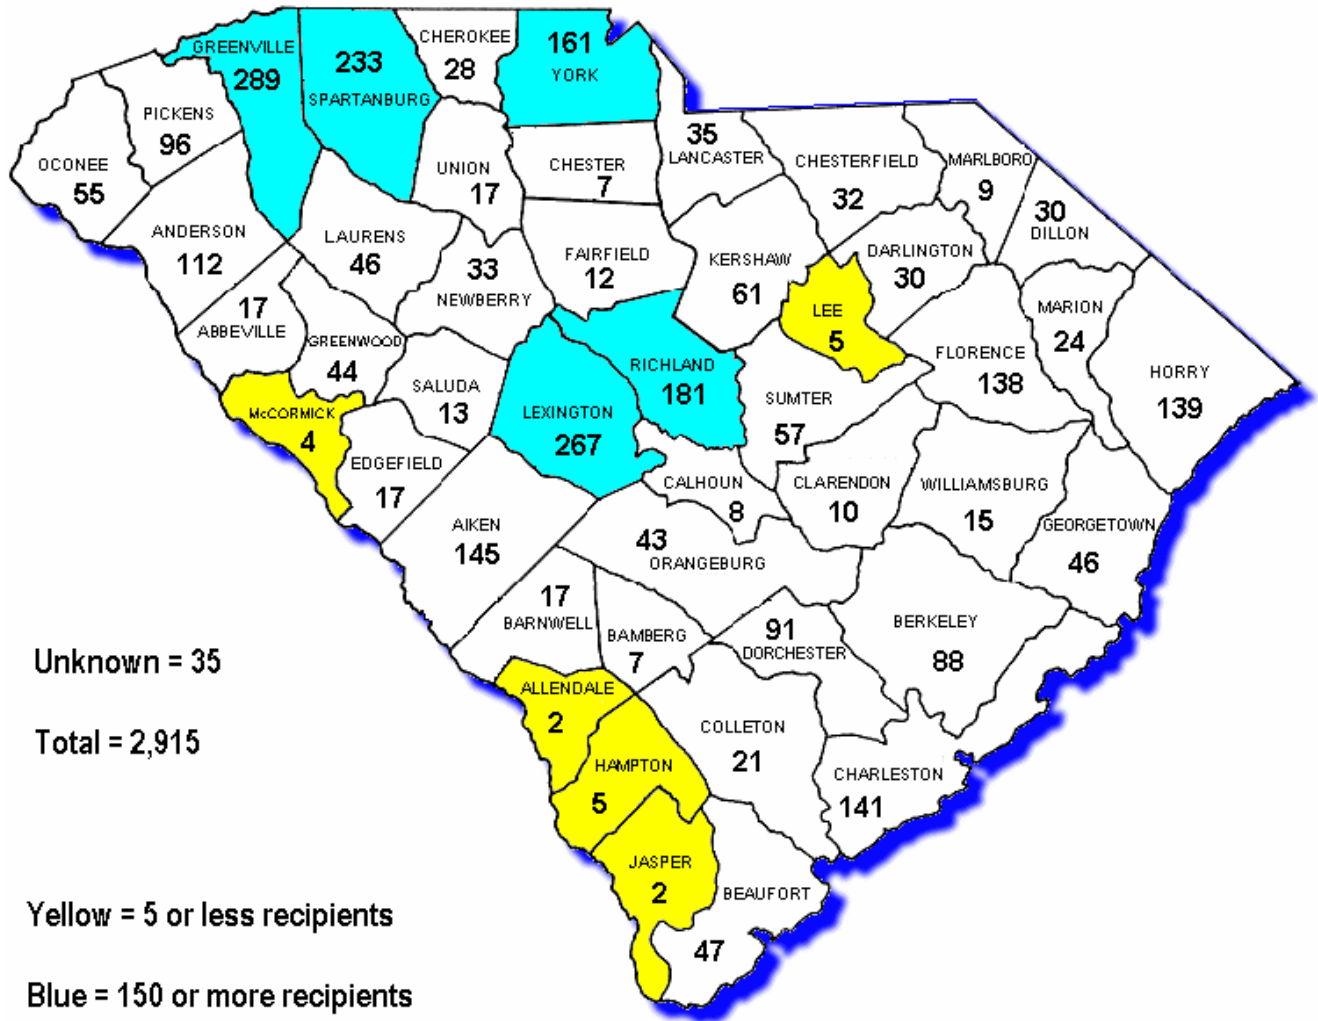 GREENVILLE
289
233
SPARTANBURG
CHEROKEE
28
161
YORK
PICKENS
96
OCONEE
55
UNION
17
CHESTER
7
35
LANCASTER
CHESTERFIELD
32
MARLBORO
9
30
DILLON
ANDERSON
112
LAURENS
46
33
NEWBERRY
FAIRFIELD
12
KERSHAW
61
DARLINGTON
30
LEE
5
MARION
24
17
ABBEVILLE
GREENWOOD
44
SALUDA
13
LEXINGTON
267
RICHLAND
181
SUMTER
57
FLORENCE
138
HORRY
139
McCORMICK
4
EDGEFIELD
17
AIKEN
145
CALHOUN
8
CLARENDON
10
WILLIAMSBURG
15
GEORGETOWN
46
43
ORANGEBURG
17
BARNWELL
BAMBERG
7
91
DORCHESTER
BERKELEY
88
Unknown = 35
ALLENDALE
2
Total = 2,915
HAMPTON
5
COLLETON
21
CHARLESTON
141
JASPER
2
BEAUFORT
47
Yellow = 5 or less recipients
Blue = 150 or more recipients